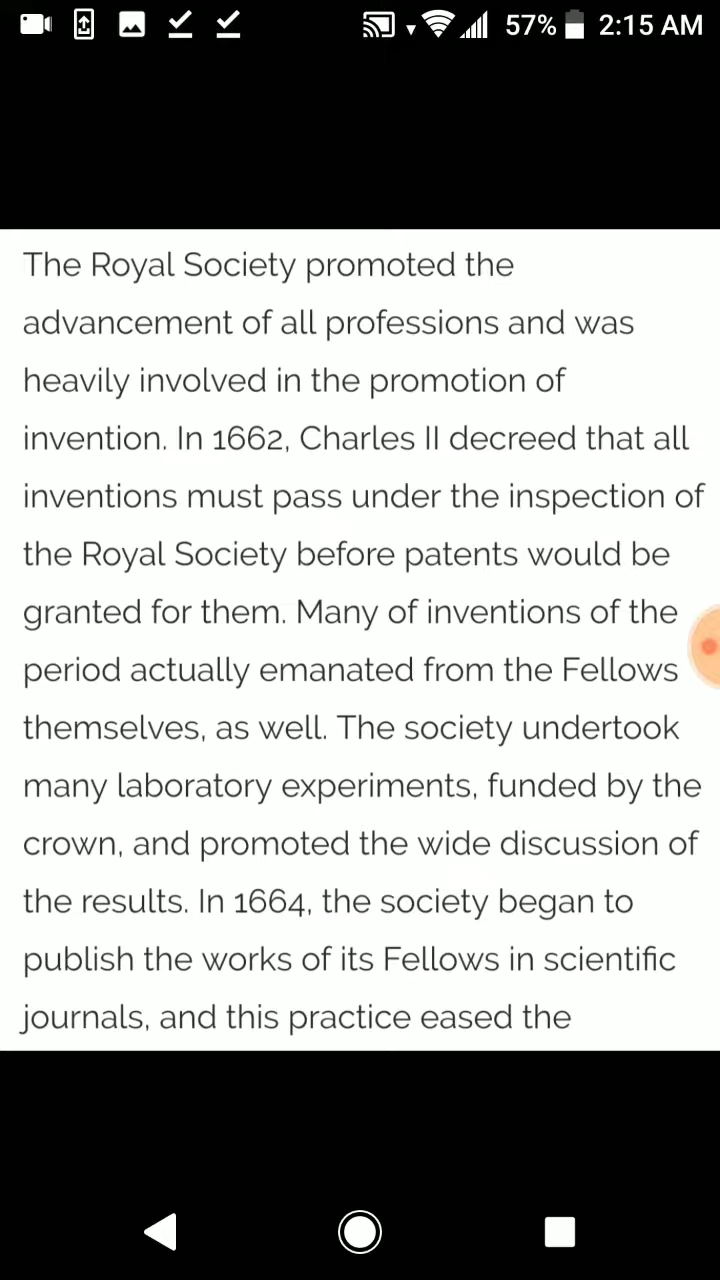 57% 2:15 AM
The Royal Society promoted the
advancement of all professions and was
heavily involved in the promotion of
invention. In 1662, Charles II decreed that all
inventions must pass under the inspection of
the Royal Society before patents would be
granted for them. Many of inventions of the
period actually emanated from the Fellows
themselves, as well. The society undertook
many laboratory experiments, funded by the
crown, and promoted the wide discussion of
the results. In 1664, the society began to
publish the works of its Fellows in scientific
journals, and this practice eased the